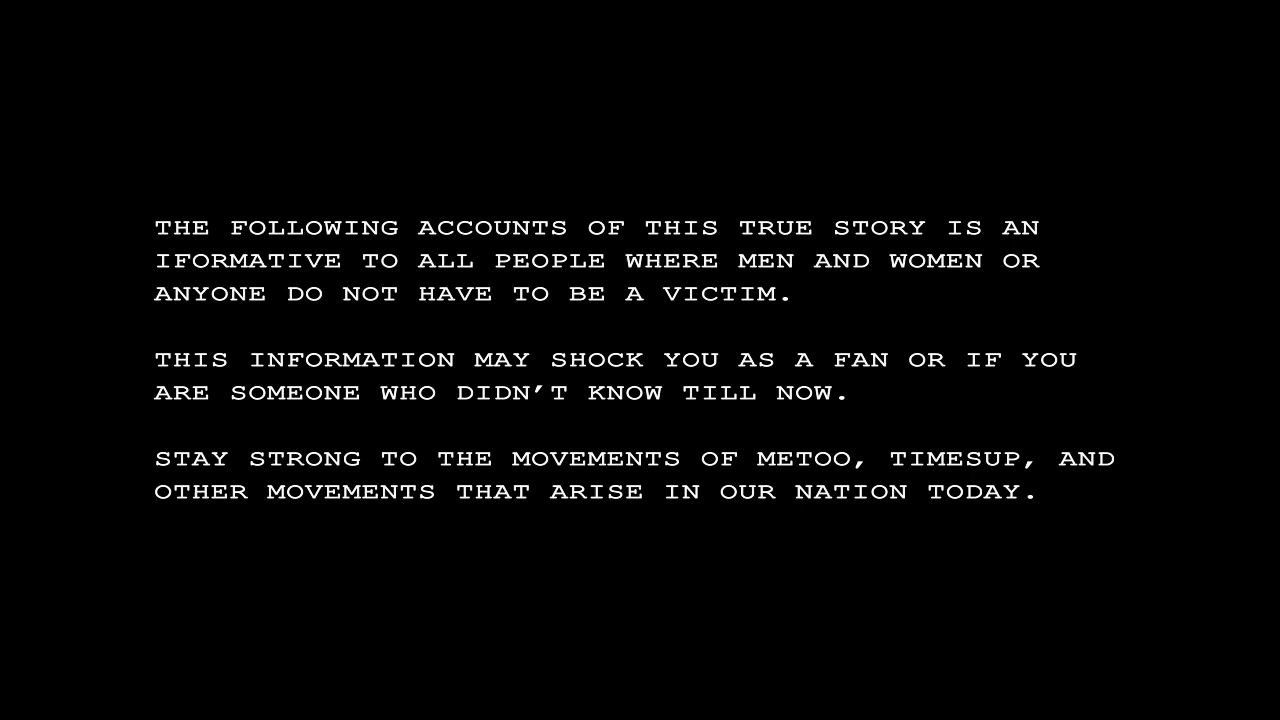 THE FOLLOWING ACCOUNTS OF THIS TRUE STORY IS AN
IFORMATIVE TO ALL PEOPLE WHERE MEN AND WOMEN OR
ANYONE DO NOT HAVE TO BE A VICTIM.
THIS INFORMATION MAY SHOCK YOU AS A FAN OR IF YOU
ARE SOMEONE WHO DIDN’T KNOW TILL NOW.
STAY STRONG TO THE MOVEMENTS OF METOO, TIMESUP, AND
OTHER MOVEMENTS THAT ARISE IN OUR NATION TODAY.